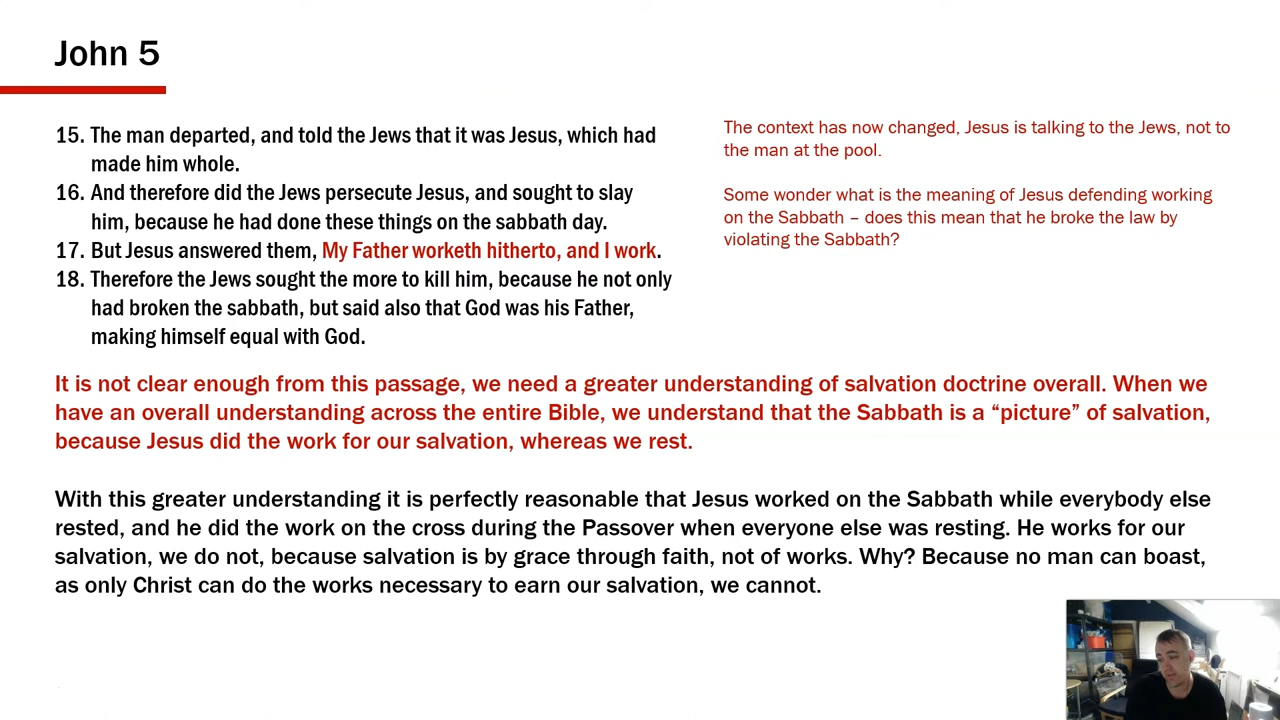 John 5
15. The man departed, and told the Jews that it was Jesus, which had
made him whole.
16. And therefore did the Jews persecute Jesus, and sought to slay
him, because he had done these things on the sabbath day.
17. But Jesus answered them, My Father worketh hitherto, and I work.
18. Therefore the Jews sought the more to kill him, because he not only
had broken the sabbath, but said also that God was his Father,
making himself equal with God.
The context has now changed, Jesus is talking to the Jews, not to
the man at the pool.
Some wonder what is the meaning of Jesus defending working
on the Sabbath – does this mean that he broke the law by
violating the Sabbath?
It is not clear enough from this passage, we need a greater understanding of salvation doctrine overall. When we
have an overall understanding across the entire Bible, we understand that the Sabbath is a “picture” of salvation,
because Jesus did the work for our salvation, whereas we rest.
With this greater understanding it is perfectly reasonable that Jesus worked on the Sabbath while everybody else
rested, and he did the work on the cross during the Passover when everyone else was resting. He works for our
salvation, we do not, because salvation is by grace through faith, not of works. Why? Because no man can boast,
as only Christ can do the works necessary to earn our salvation, we cannot.